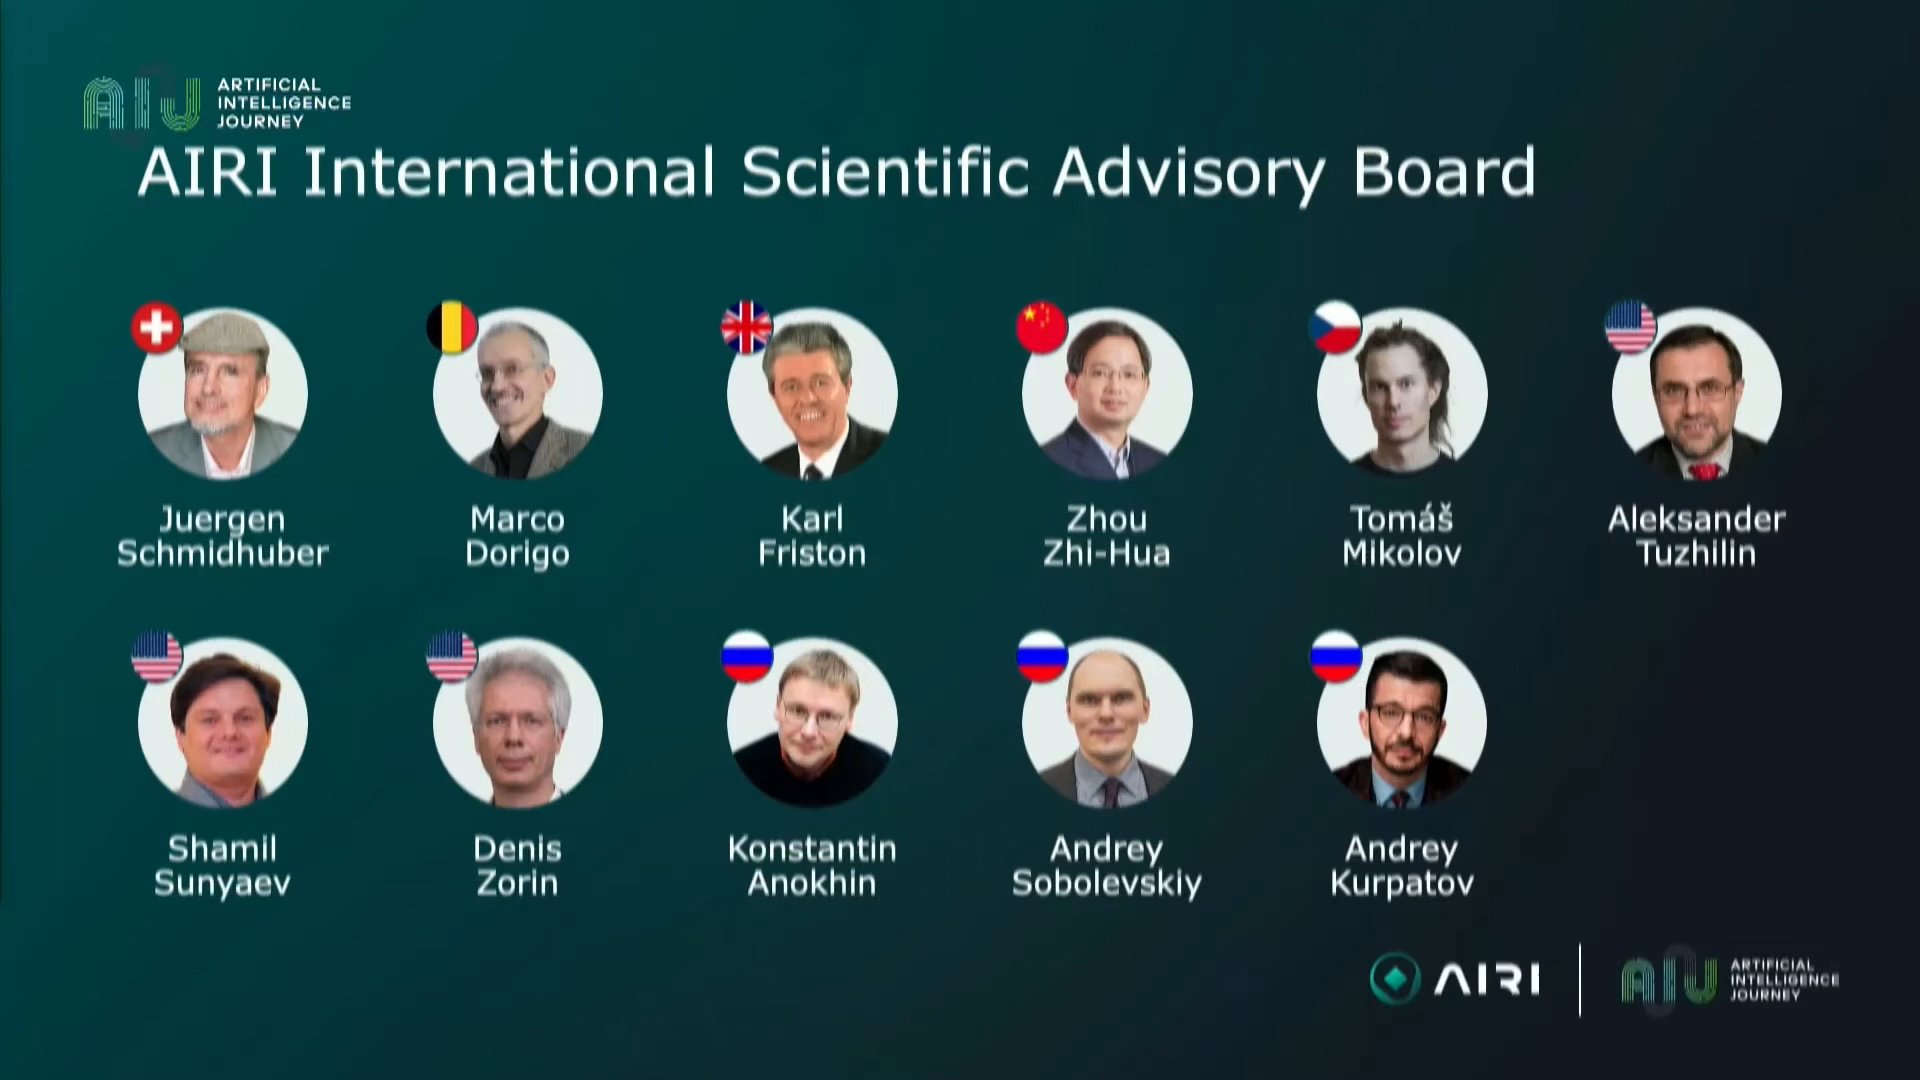 ARTIFICIAL
INTELLIGENCE
JOURNEY
AIRI International Scientific Advisory Board
Juergen
Schmidhuber
Marco
Dorigo
Karl
Friston
Zhou
Zhi-Hua
Tomáš
Mikolov
Aleksander
Tuzhilin
Shamil
Sunyaev
Denis
Zorin
Konstantin
Anokhin
Andrey
Sobolevskiy
Andrey
Kurpatov
AIRI
AIJ
ARTIFICIAL
INTELLIGENCE
JOURNEY